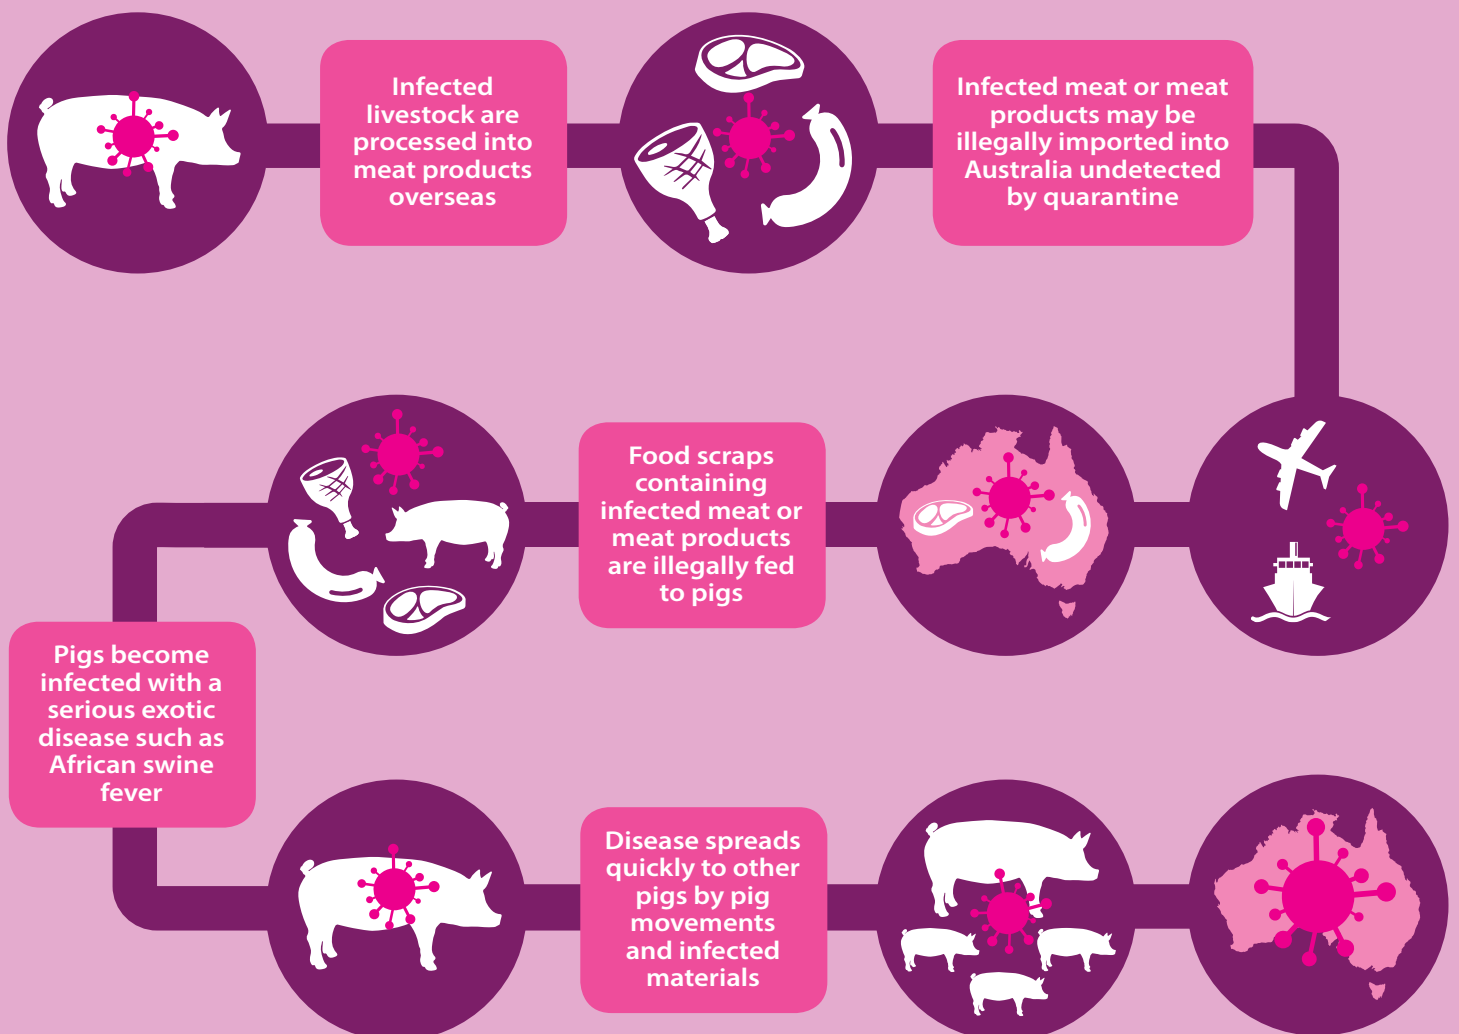 Infected
livestock are
processed into
meat products
overseas
Infected meat or meat
products may be
illegally imported into
Australia undetected
by quarantine
Food scraps
containing
infected meat or
meat products
are illegally fed
to pigs
Pigs become
infected with a
serious exotic
disease such as
African swine
fever
Disease spreads
quickly to other
pigs by pig
movements
and infected
materials